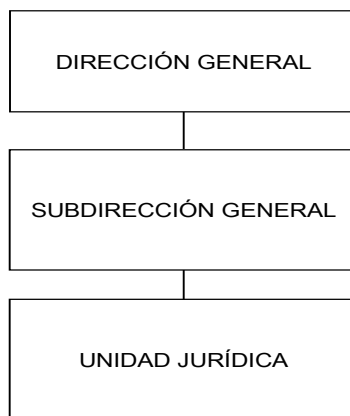 DIRECCIÓN GENERAL
SUBDIRECCIÓN GENERAL
UNIDAD JURÍDICA